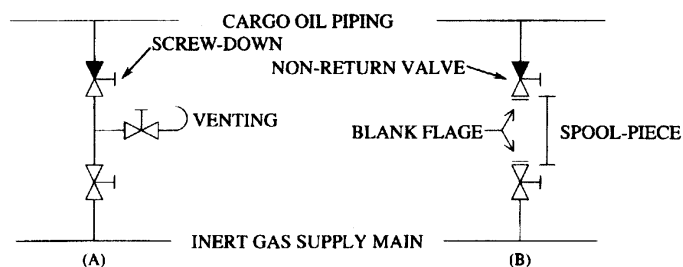 CARGO OIL PIPING
SCREW-DOWN
NON-RETURN VALVE
VENTING
BLANK FLAGE
SPOOL-PIECE
INERT GAS SUPPLY MAIN
(A)
(B)